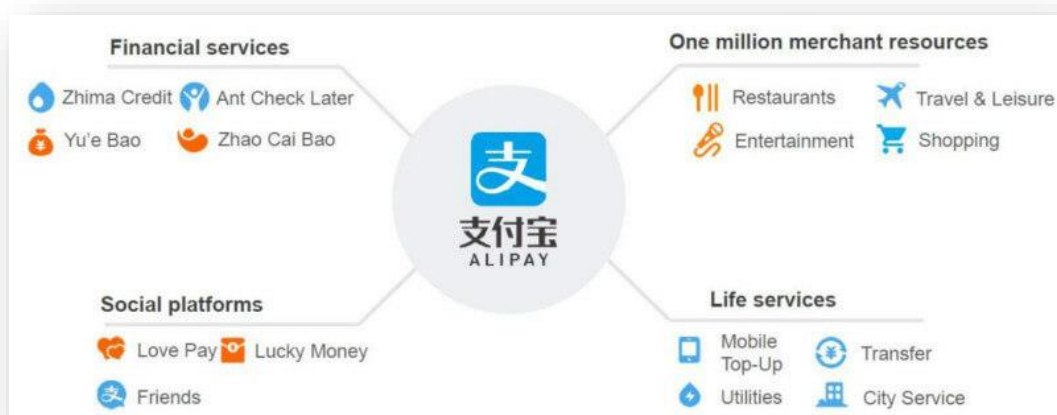 Financial services
Zhima Credit
Ant Check Later
Yu'e Bao
Zhao Cai Bao
One million merchant resources
Restaurants
Travel & Leisure
Entertainment
Shopping
支
支付宝
ALIPAY
Social platforms
Love Pay
Lucky Money
支
Friends
Life services
Mobile
Top-Up
Transfer
Utilities
City Service